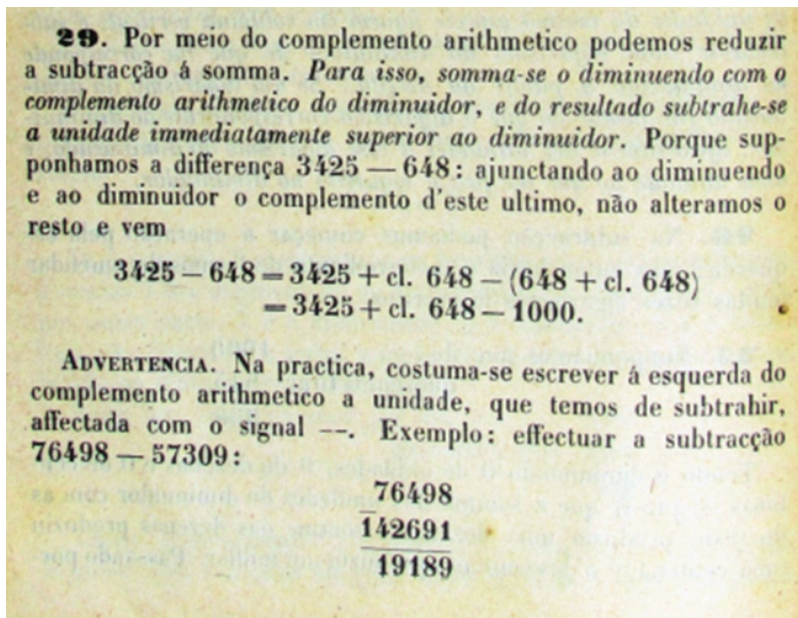 29. Por meio do complemento arithmetico podemos reduzir
a subtracção á somma. Para isso, somma-se o diminuendo com o
complemento arithmetico do diminuidor, e do resultado subtrahe-se
a unidade immediatamente superior ao diminuidor. Porque sup-
ponhamos a differença 3425 — 648: ajunctando ao diminuendo
e ao diminuidor o complemento d'este ultimo, não alteramos o
resto e vem
3425 — 648 = 3425 + cl. 648 — (648 + cl. 648)
= 3425 + cl. 648 — 1000.
ADVERTENCIA. Na practica, costuma-se escrever á esquerda do
complemento arithmetico a unidade, que temos de subtrahir,
affectada com o signal —. Exemplo: effectuar a subtracção
76498 — 57309:
76498
1̅42691
19189